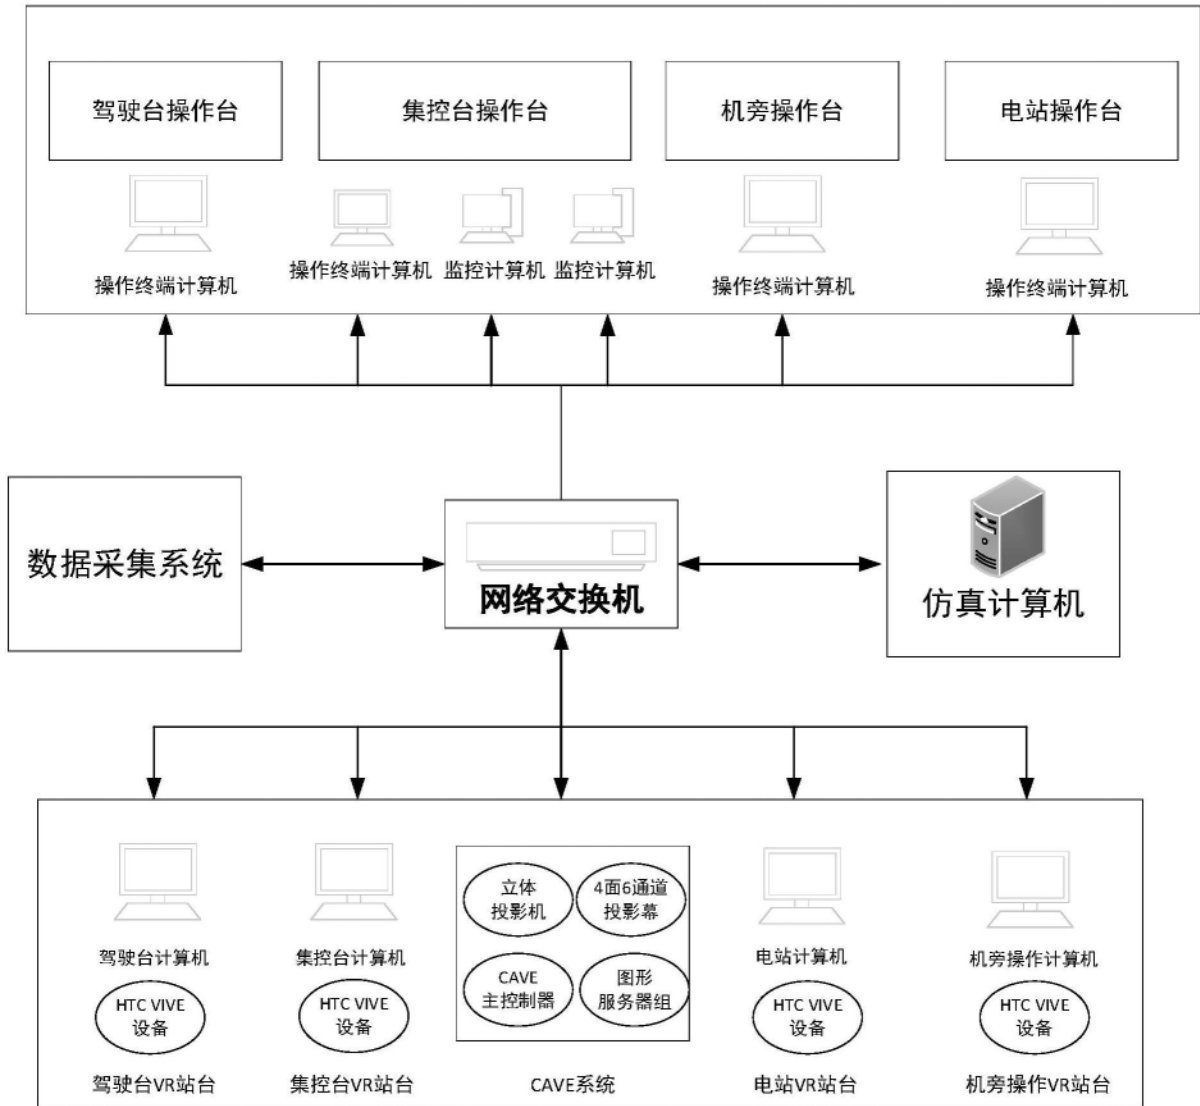 驾驶台操作台
集控台操作台
机旁操作台
电站操作台
操作终端计算机
操作终端计算机
监控计算机
监控计算机
操作终端计算机
操作终端计算机
数据采集系统
网络交换机
仿真计算机
驾驶台计算机
集控台计算机
立体
投影机
4面6通道
投影幕
CAVE
主控制器
图形
服务器组
电站计算机
机旁操作计算机
HTC VIVE
设备
HTC VIVE
设备
HTC VIVE
设备
HTC VIVE
设备
驾驶台VR站台
集控台VR站台
CAVE系统
电站VR站台
机旁操作VR站台